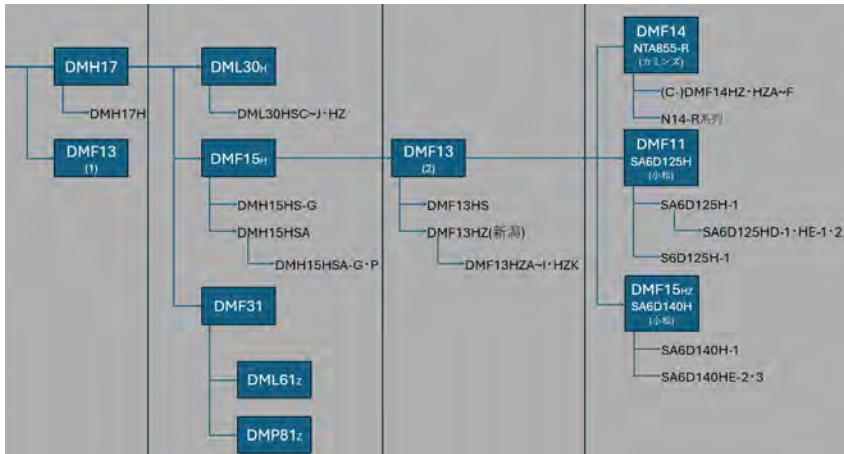 DMH17
DMH17H
DMF13
(1)
DML30H
DML30HSC~J・HZ
DMF15H
DMH15HS-G
DMH15HSA
DMH15HSA-G・P
DMF31
DML61Z
DMP81Z
DMF13
(2)
DMF13HS
DMF13HZ(新潟)
DMF13HZA~I・HZK
DMF14
NTA855-R
(カミンズ)
(C-)DMF14HZ・HZA~F
N14-R系列
DMF11
SA6D125H
(小松)
SA6D125H-1
SA6D125HD-1・HE-1・2
S6D125H-1
DMF15HZ
SA6D140H
(小松)
SA6D140H-1
SA6D140HE-2・3